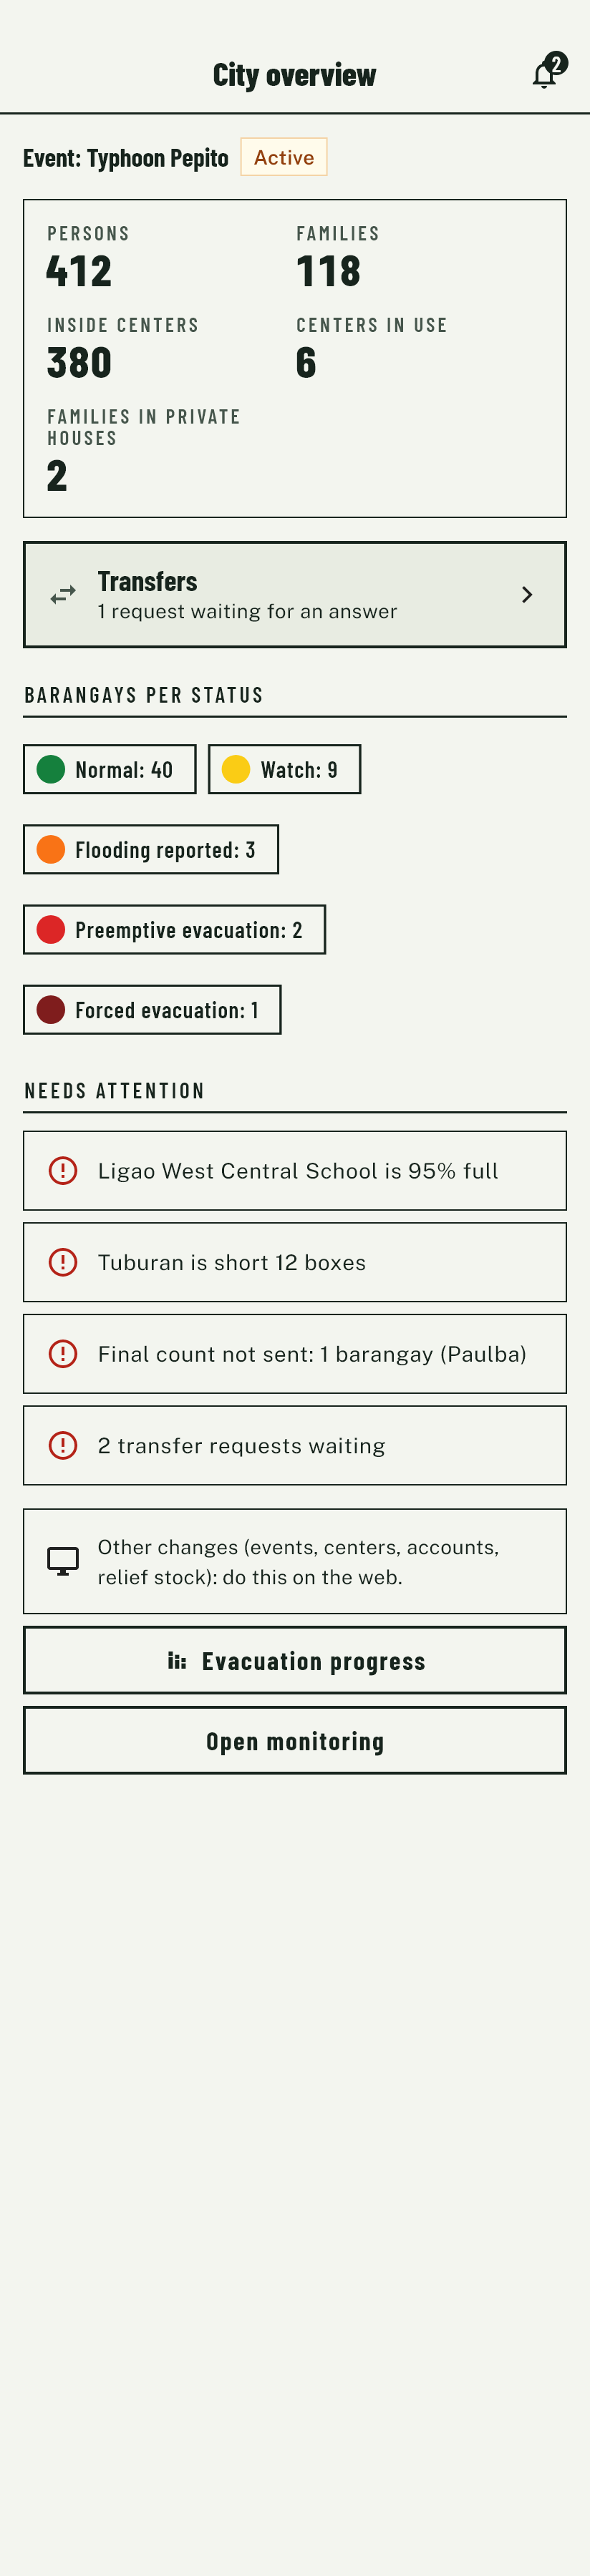 City overview
2
Event: Typhoon Pepito
Active
PERSONS
412
FAMILIES
118
INSIDE CENTERS
380
CENTERS IN USE
6
FAMILIES IN PRIVATE
HOUSES
2
Transfers
1 request waiting for an answer
BARANGAYS PER STATUS
Normal: 40
Watch: 9
Flooding reported: 3
Preemptive evacuation: 2
Forced evacuation: 1
NEEDS ATTENTION
Ligao West Central School is 95% full
Tuburan is short 12 boxes
Final count not sent: 1 barangay (Paulba)
2 transfer requests waiting
Other changes (events, centers, accounts,
relief stock): do this on the web.
Evacuation progress
Open monitoring